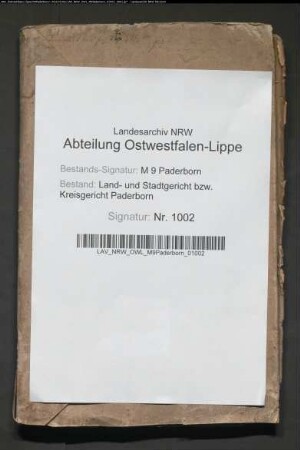 Landesarchiv NRW
Abteilung Ostwestfalen-Lippe
Bestands-Signatur: M 9 Paderborn
Bestand: Land- und Stadtgericht bzw.
Kreisgericht Paderborn
Signatur: Nr. 1002
LAV_NRW_OWL_M9Paderborn_01002